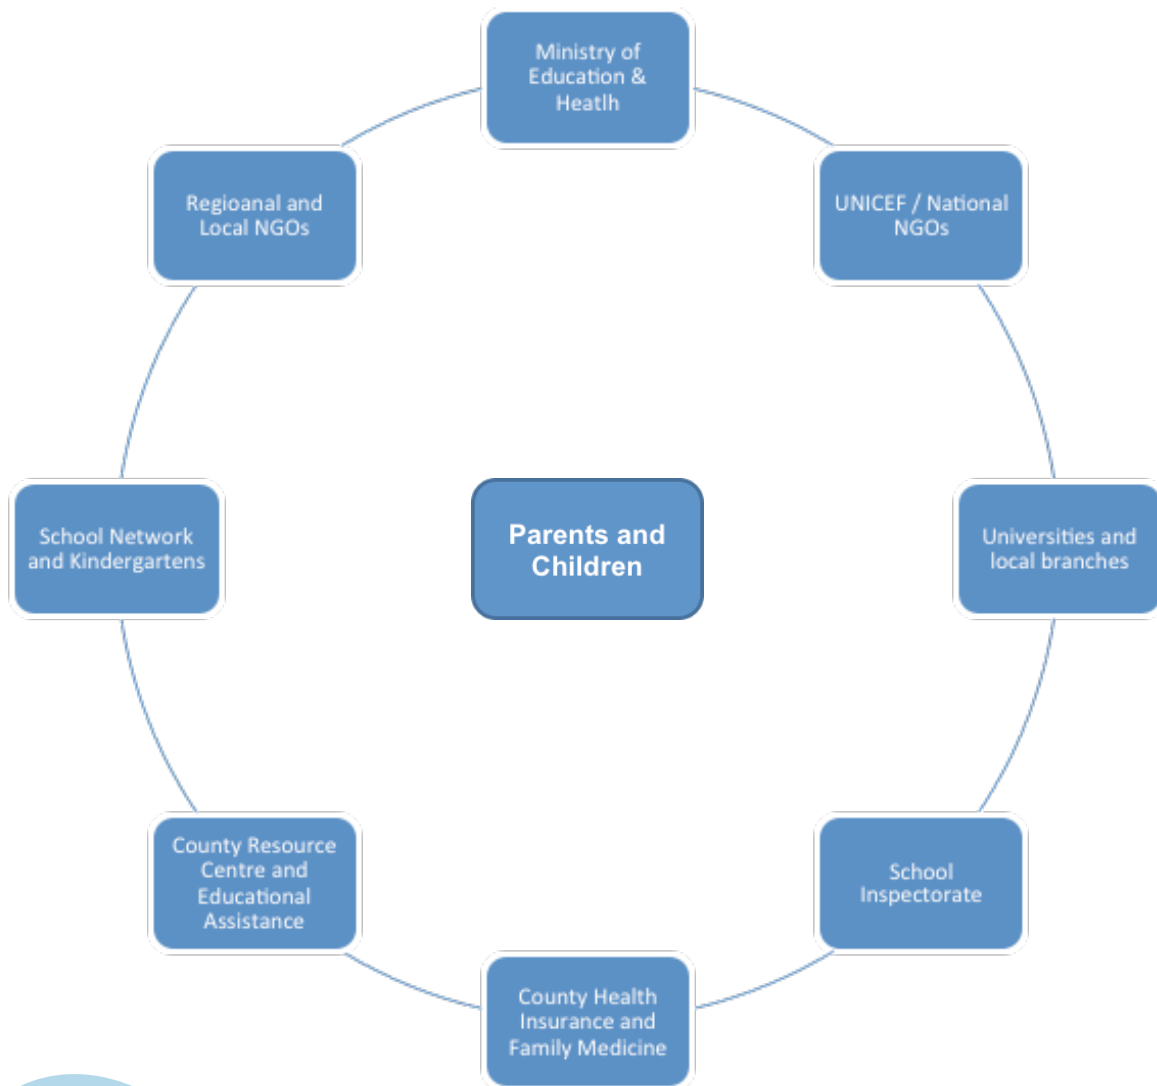 Ministry of
Education &
Heatlh
UNICEF / National
NGOs
Universities and
local branches
School
Inspectorate
County Health
Insurance and
Family Medicine
County Resource
Centre and
Educational
Assistance
School Network
and Kindergartens
Regioanal and
Local NGOs
Parents and
Children